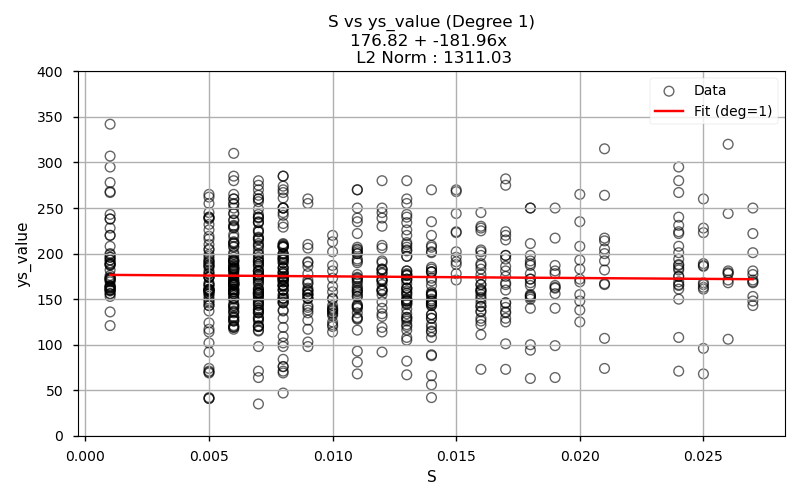 S vs ys_value (Degree 1)
176.82 + -181.96x
L2 Norm : 1311.03
400
350
300
250
200
150
100
50
0
ys_value
Data
Fit (deg=1)
0.000
0.005
0.010
0.015
0.020
0.025
S